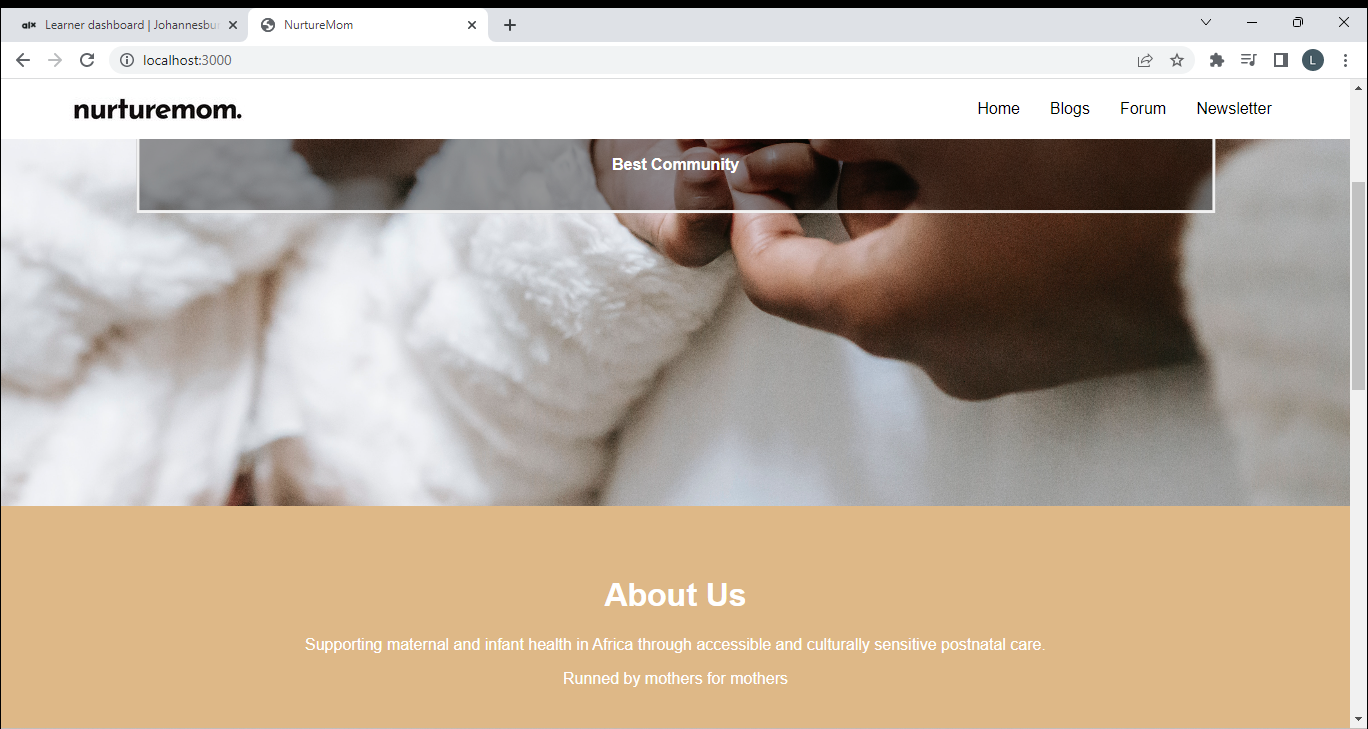 alx Learner dashboard | Johannesbur
NurtureMom
localhost:3000
L
nurturemom.
Home Blogs Forum Newsletter
Best Community
About Us
Supporting maternal and infant health in Africa through accessible and culturally sensitive postnatal care.
Runned by mothers for mothers